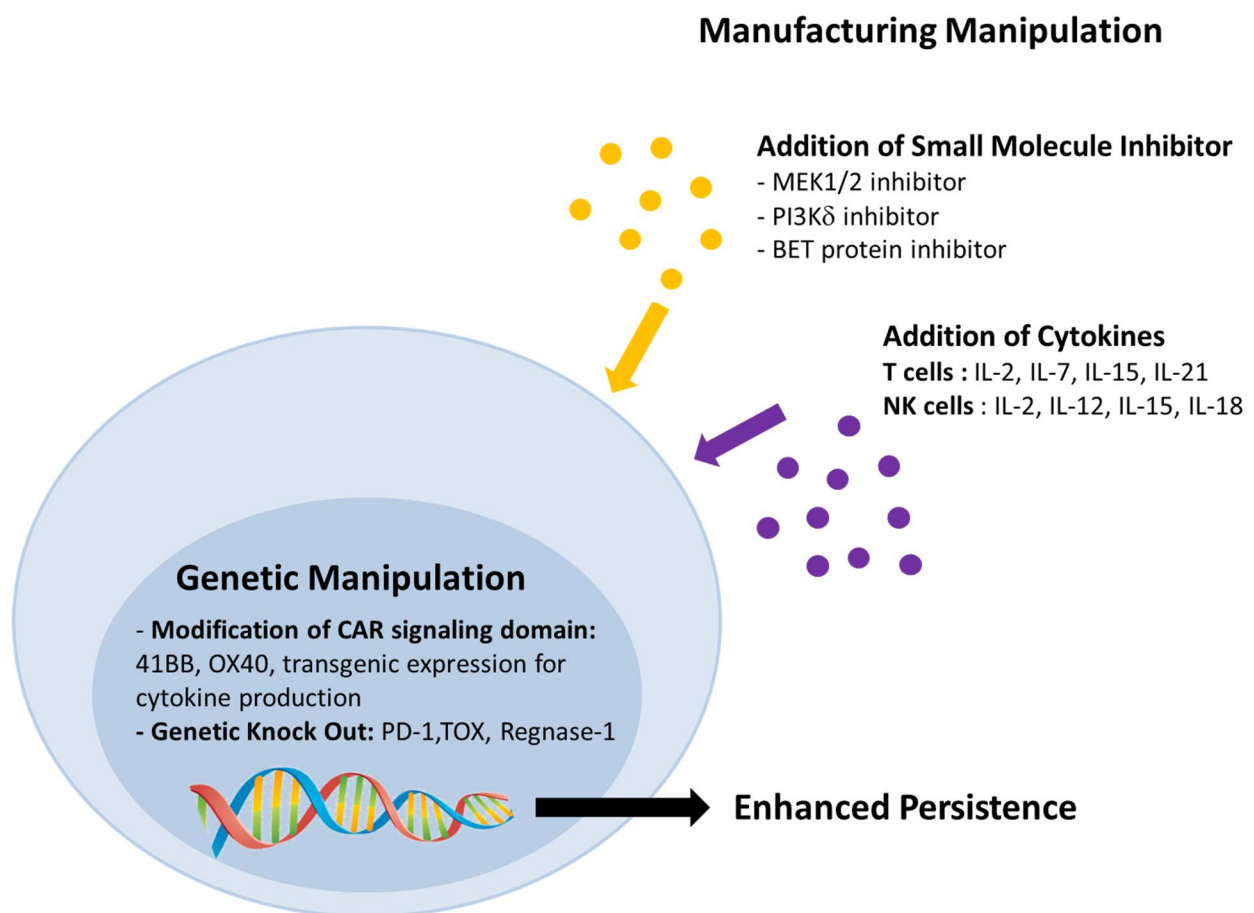 Manufacturing Manipulation
Addition of Small Molecule Inhibitor
- MEK1/2 inhibitor
- PI3Kδ inhibitor
- BET protein inhibitor
Addition of Cytokines
T cells : IL-2, IL-7, IL-15, IL-21
NK cells : IL-2, IL-12, IL-15, IL-18
Genetic Manipulation
- Modification of CAR signaling domain:
41BB, OX40, transgenic expression for
cytokine production
- Genetic Knock Out: PD-1,TOX, Regnase-1
Enhanced Persistence